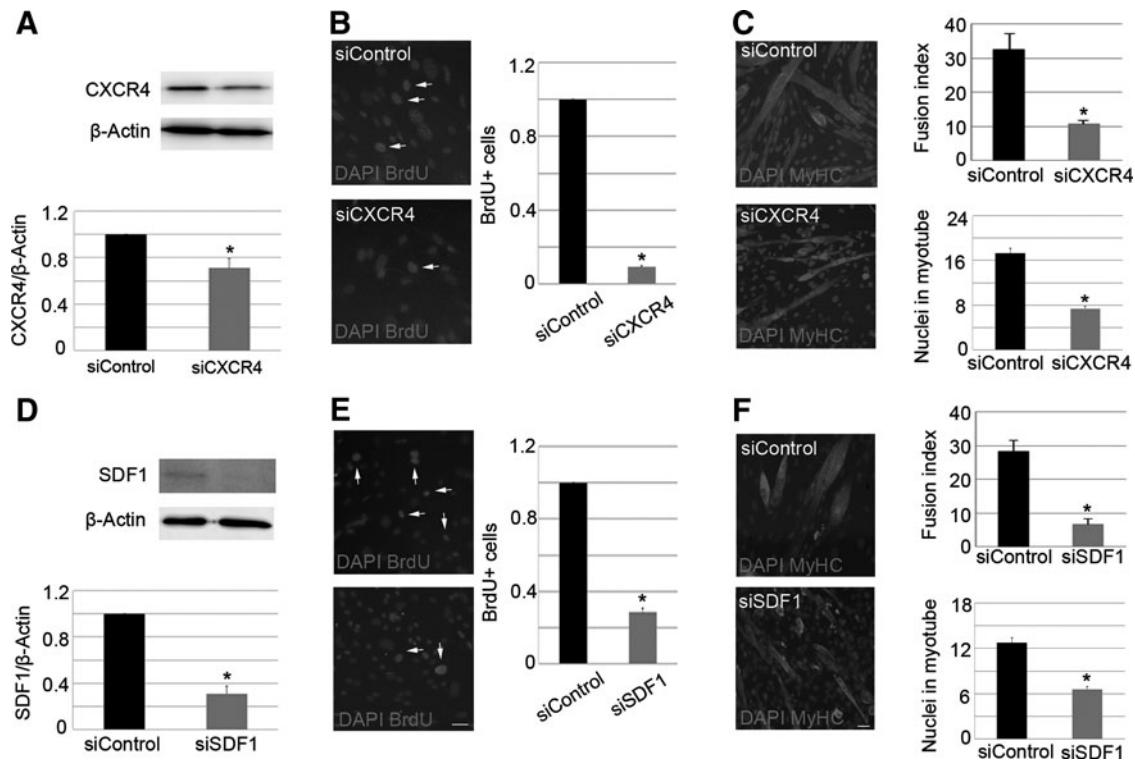 A
CXCR4
β-Actin
CXCR4/β-Actin
1.2
0.8
0.4
0
*
siControl
siCXCR4
B
siControl
DAPI BrdU
siCXCR4
DAPI BrdU
BrdU+ cells
1.2
0.8
0.4
0
*
siControl
siCXCR4
C
siControl
DAPI MyHC
siCXCR4
DAPI MyHC
Fusion index
40
30
20
10
0
*
siControl
siCXCR4
Nuclei in myotube
24
16
8
0
*
siControl
siCXCR4
D
SDF1
β-Actin
SDF1/β-Actin
1.2
0.8
0.4
0
*
siControl
siSDF1
E
DAPI BrdU
DAPI BrdU
BrdU+ cells
1.2
0.8
0.4
0
*
siControl
siSDF1
F
siControl
DAPI MyHC
siSDF1
DAPI MyHC
Fusion index
40
30
20
10
0
*
siControl
siSDF1
Nuclei in myotube
18
12
6
0
*
siControl
siSDF1